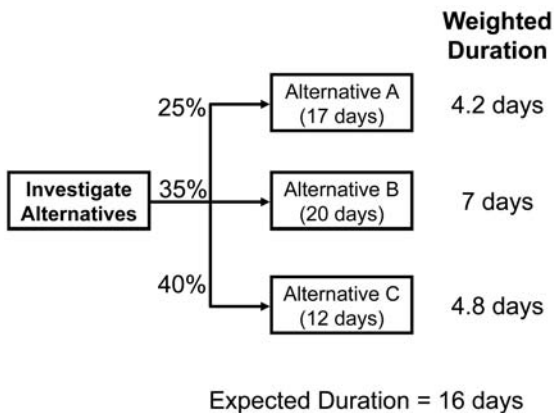 Weighted
Duration
25%
Alternative A
(17 days)
4.2 days
Investigate
Alternatives
35%
Alternative B
(20 days)
7 days
40%
Alternative C
(12 days)
4.8 days
Expected Duration = 16 days